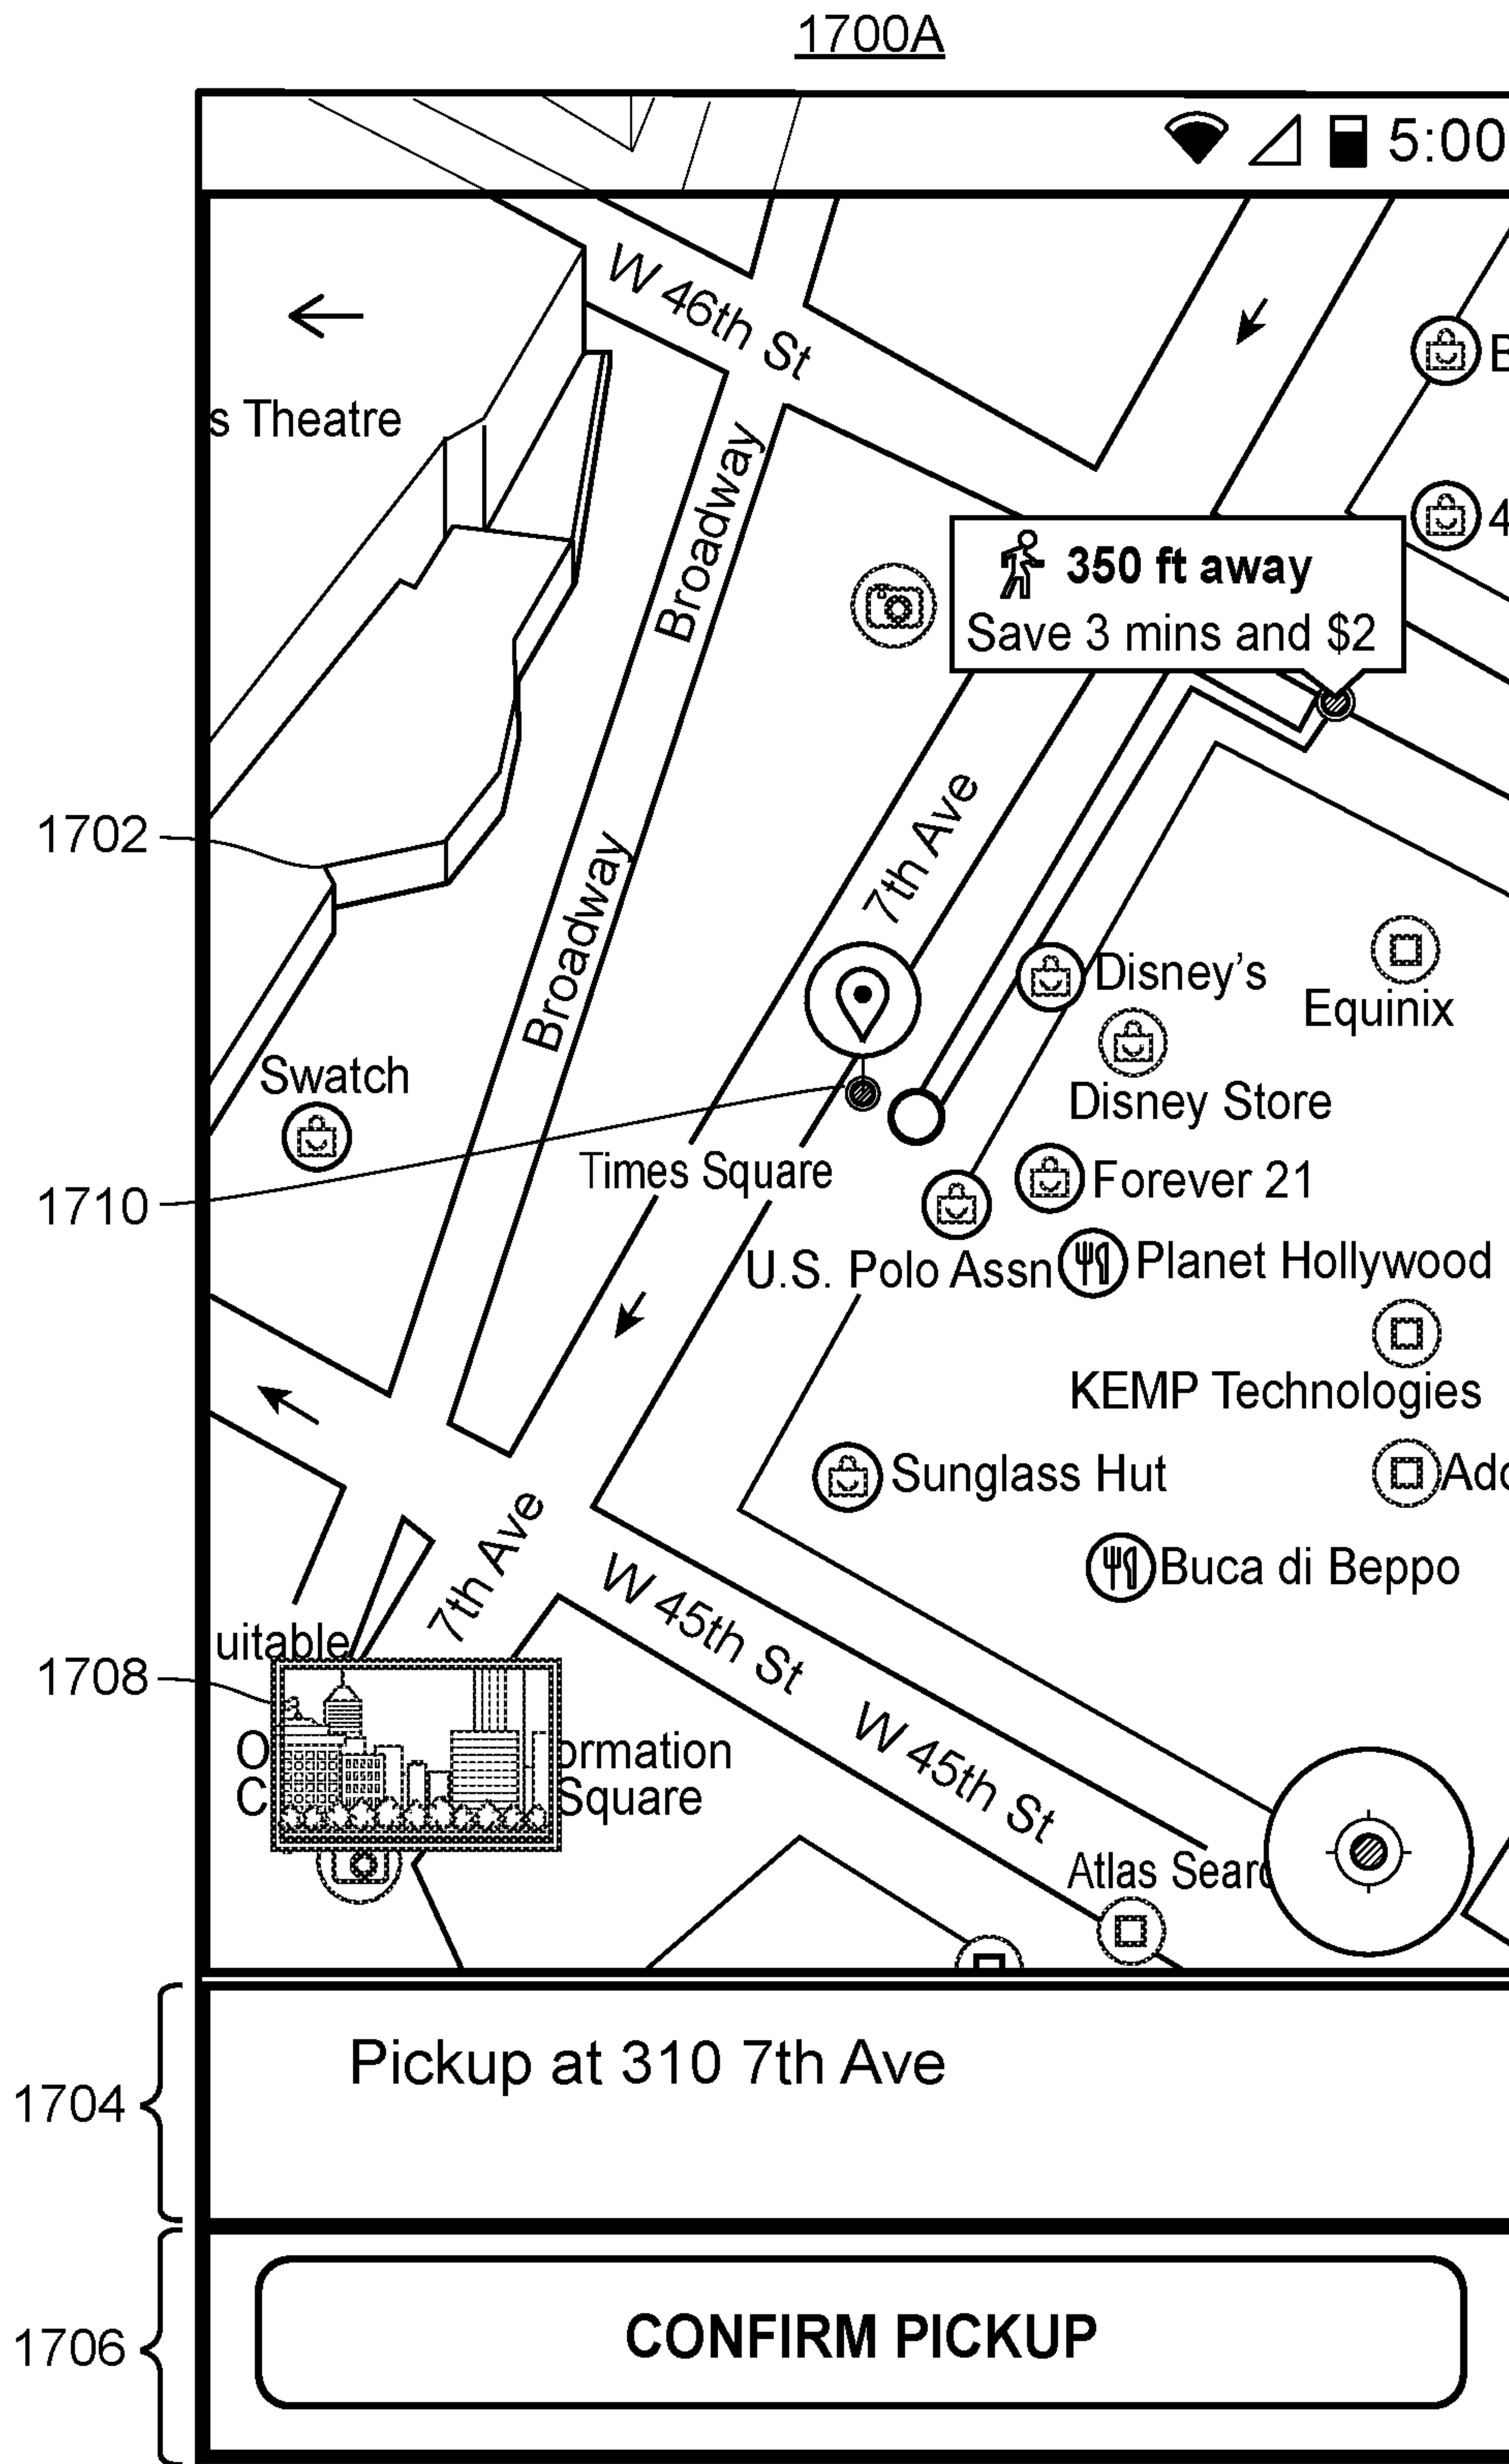 1700A
5:00
W 46th St
s Theatre
B
4
350 ft away
Save 3 mins and $2
Broadway
Broadway
7th Ave
1702
Disney's
Equinix
Disney Store
Swatch
1710
Times Square
Forever 21
U.S. Polo Assn
Planet Hollywood
KEMP Technologies
Sunglass Hut
Ado
Buca di Beppo
7th Ave
W 45th St
W 45th St
uitable
1708
O ormation
C Square
Atlas Searc
1704
Pickup at 310 7th Ave
1706
CONFIRM PICKUP